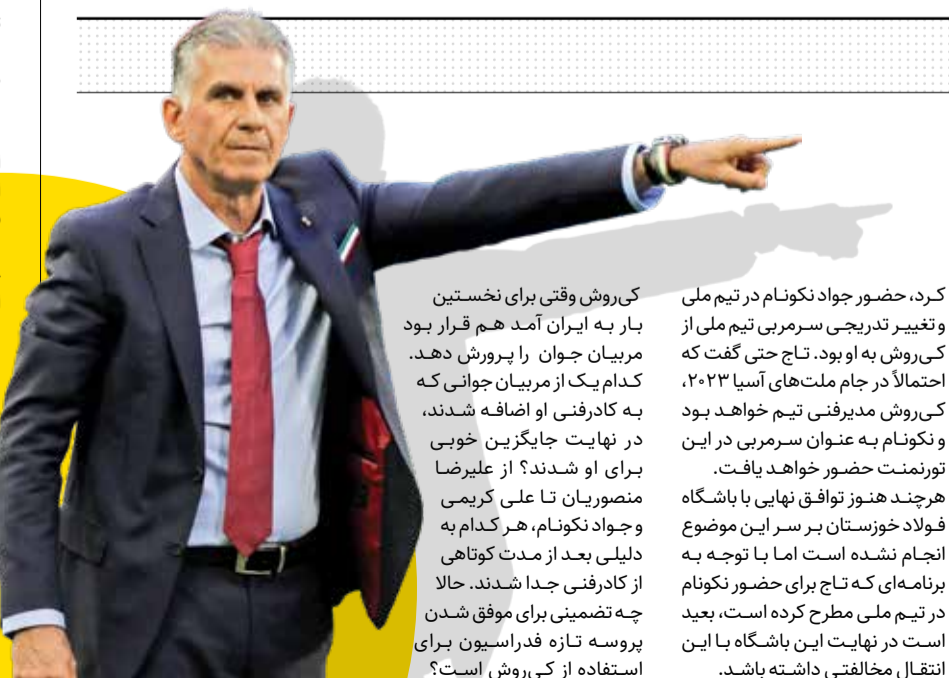 کرد، حضور جواد نکونام در تیم ملی
و تغییر تدریجی سرمربی تیم ملی از
کی‌روش به او بود. تاج حتی گفت که
احتمالاً در جام ملت‌های آسیا ۲۰۲۳،
کی‌روش مدیرفنی تیم خواهد بود
و نکونام به عنوان سرمربی در این
تورنمنت حضور خواهد یافت.
هرچند هنوز توافق نهایی با باشگاه
فولاد خوزستان بر سر این موضوع
انجام نشده است اما با توجه به
برنامه‌ای که تاج برای حضور نکونام
در تیم ملی مطرح کرده است، بعید
است در نهایت این باشگاه با این
انتقال مخالفتی داشته باشد.
کی‌روش وقتی برای نخستین
بار به ایران آمد هم قرار بود
مربیان جوان را پرورش دهد.
کدام یک از مربیان جوانی که
به کادرفنی او اضافه شدند،
در نهایت جایگزین خوبی
برای او شدند؟ از علیرضا
منصوریان تا علی کریمی
و جواد نکونام، هر کدام به
دلیلی بعد از مدت کوتاهی
از کادرفنی جدا شدند. حالا
چه تضمینی برای موفق شدن
پروسه تازه فدراسیون برای
استفاده از کی‌روش است؟